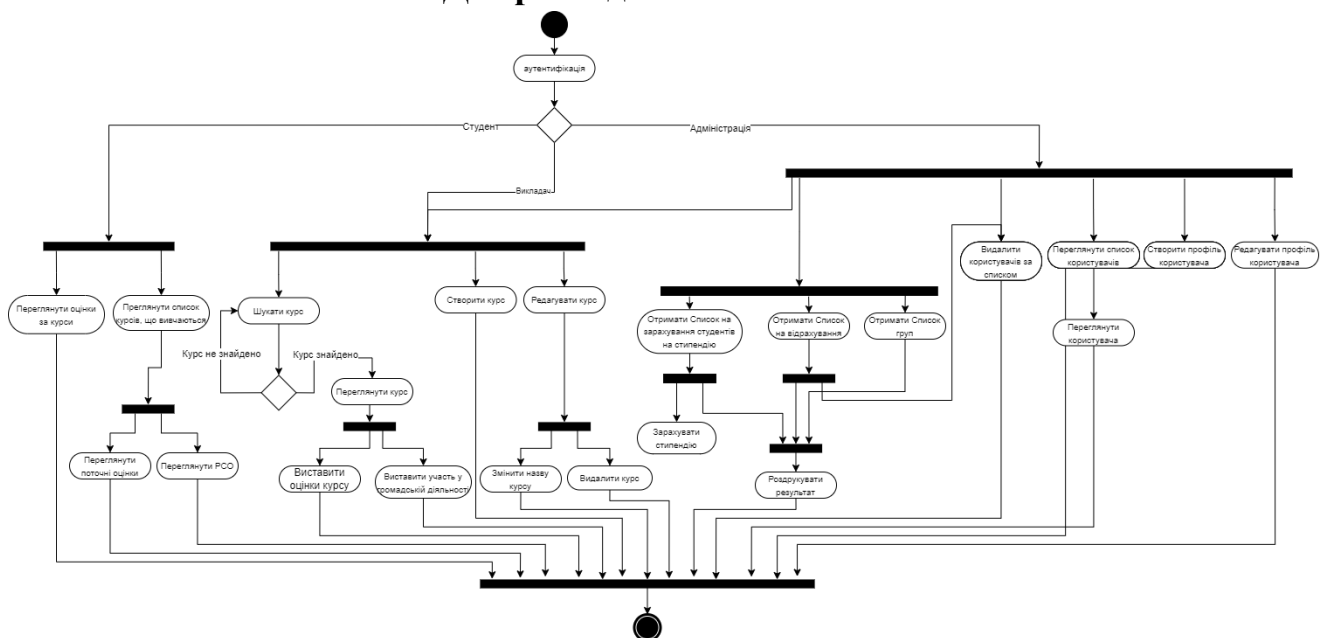 аутентифікація
Студент
Адміністрація
Викладач
Переглянути оцінки
за курси
Преглянути список
курсів, що вивчаються
Шукати курс
Створити курс
Редагувати курс
Видалити
користувачів за
списком
Переглянути список
користувачів
Створити профіль
користувача
Редагувати профіль
користувача
Отримати Список на
зарахування студентів
на стипендію
Отримати Список
на відрахування
Отримати Список
груп
Переглянути
користувача
Курс не знайдено
Курс знайдено
Переглянути курс
Зарахувати
стипендію
Переглянути
поточні оцінки
Переглянути РСО
Виставити
оцінки курсу
Виставити участь у
громадській діяльності
Змінити назву
курсу
Видалити курс
Роздрукувати
результат